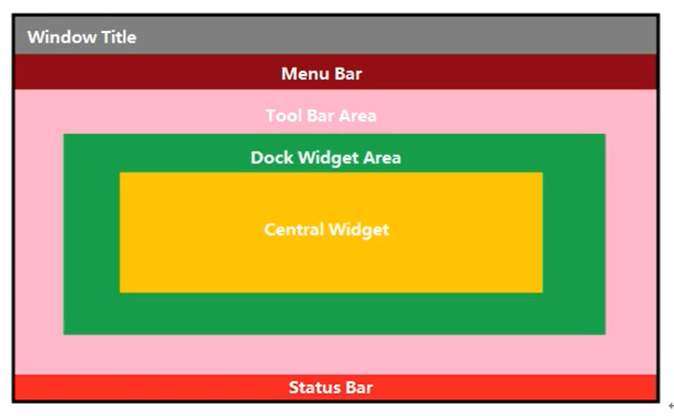 Window Title
Menu Bar
Tool Bar Area
Dock Widget Area
Central Widget
Status Bar